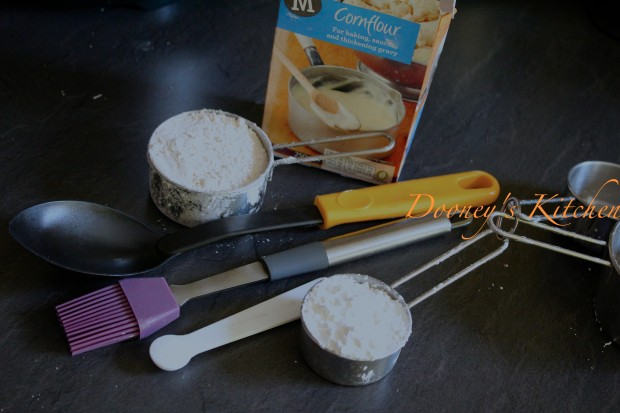 M
Cornflour
For baking, sauces
and thickening gravy
Dooney's Kitchen